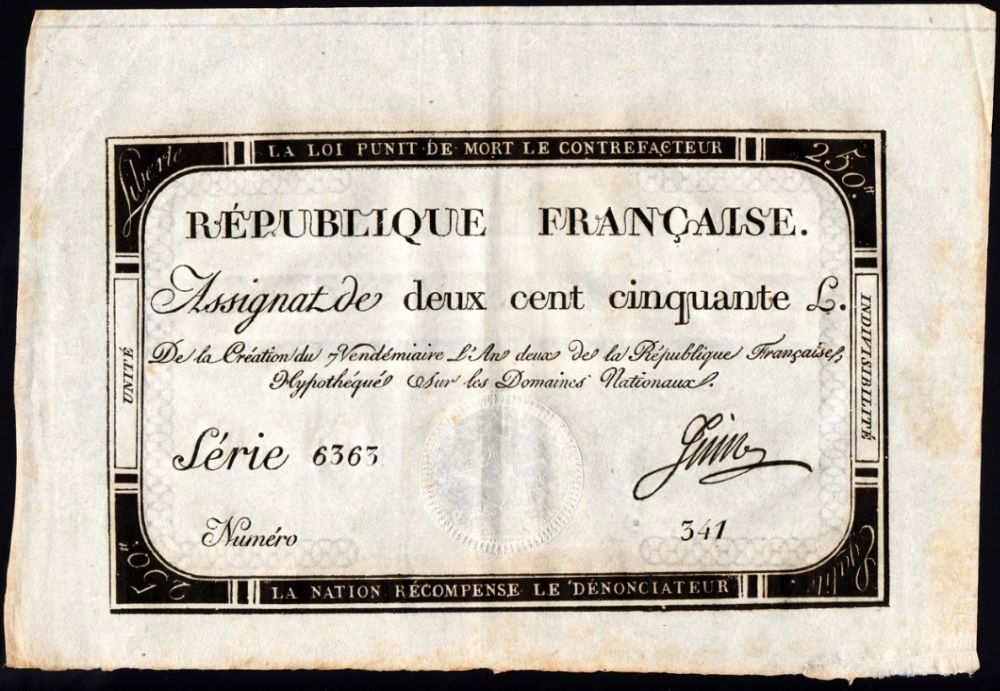 Liberté
LA LOI PUNIT DE MORT LE CONTREFACTEUR
250.tt
RÉPUBLIQUE FRANÇAISE.
Assignat de deux cent cinquante L.
De la Création du 7 Vendémiaire L'An deux de la République Française,
Hypothéqué Sur les Domaines Nationaux.
UNITÉ
INDIVISIBILITÉ
Série 6363
Numéro
341
250.tt
LA NATION RÉCOMPENSE LE DÉNONCIATEUR
Egalité